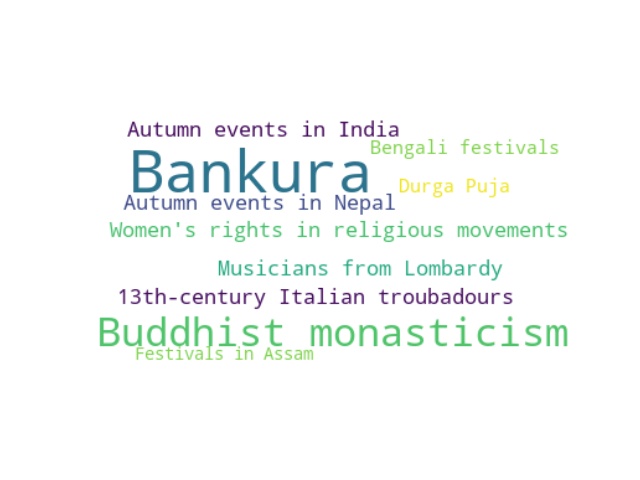 Autumn events in India
Bengali festivals
Bankura
Durga Puja
Autumn events in Nepal
Women's rights in religious movements
Musicians from Lombardy
13th-century Italian troubadours
Buddhist monasticism
Festivals in Assam